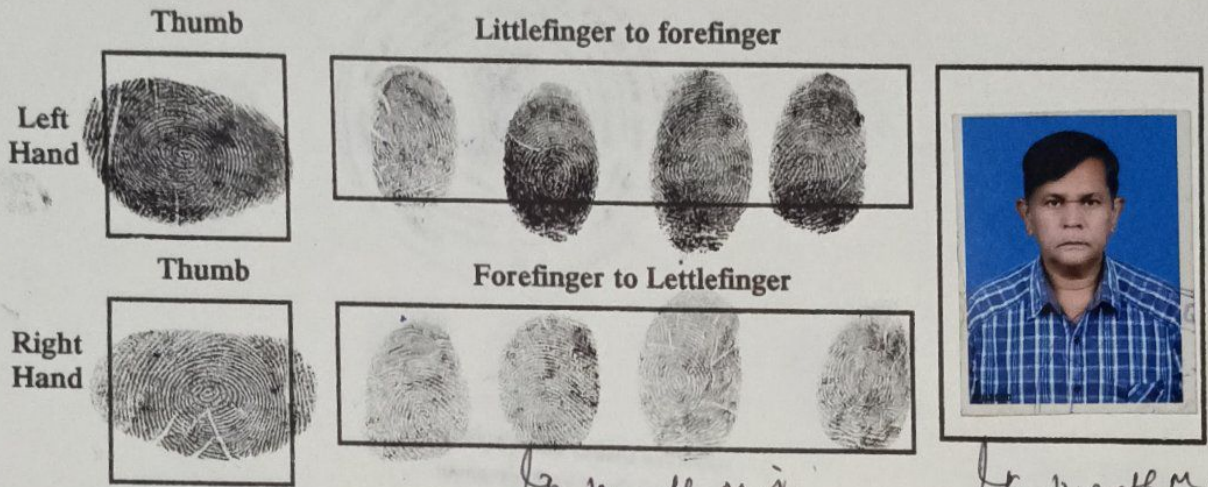 Thumb
Littlefinger to forefinger
Left
Hand
Thumb
Forefinger to Lettlefinger
Right
Hand